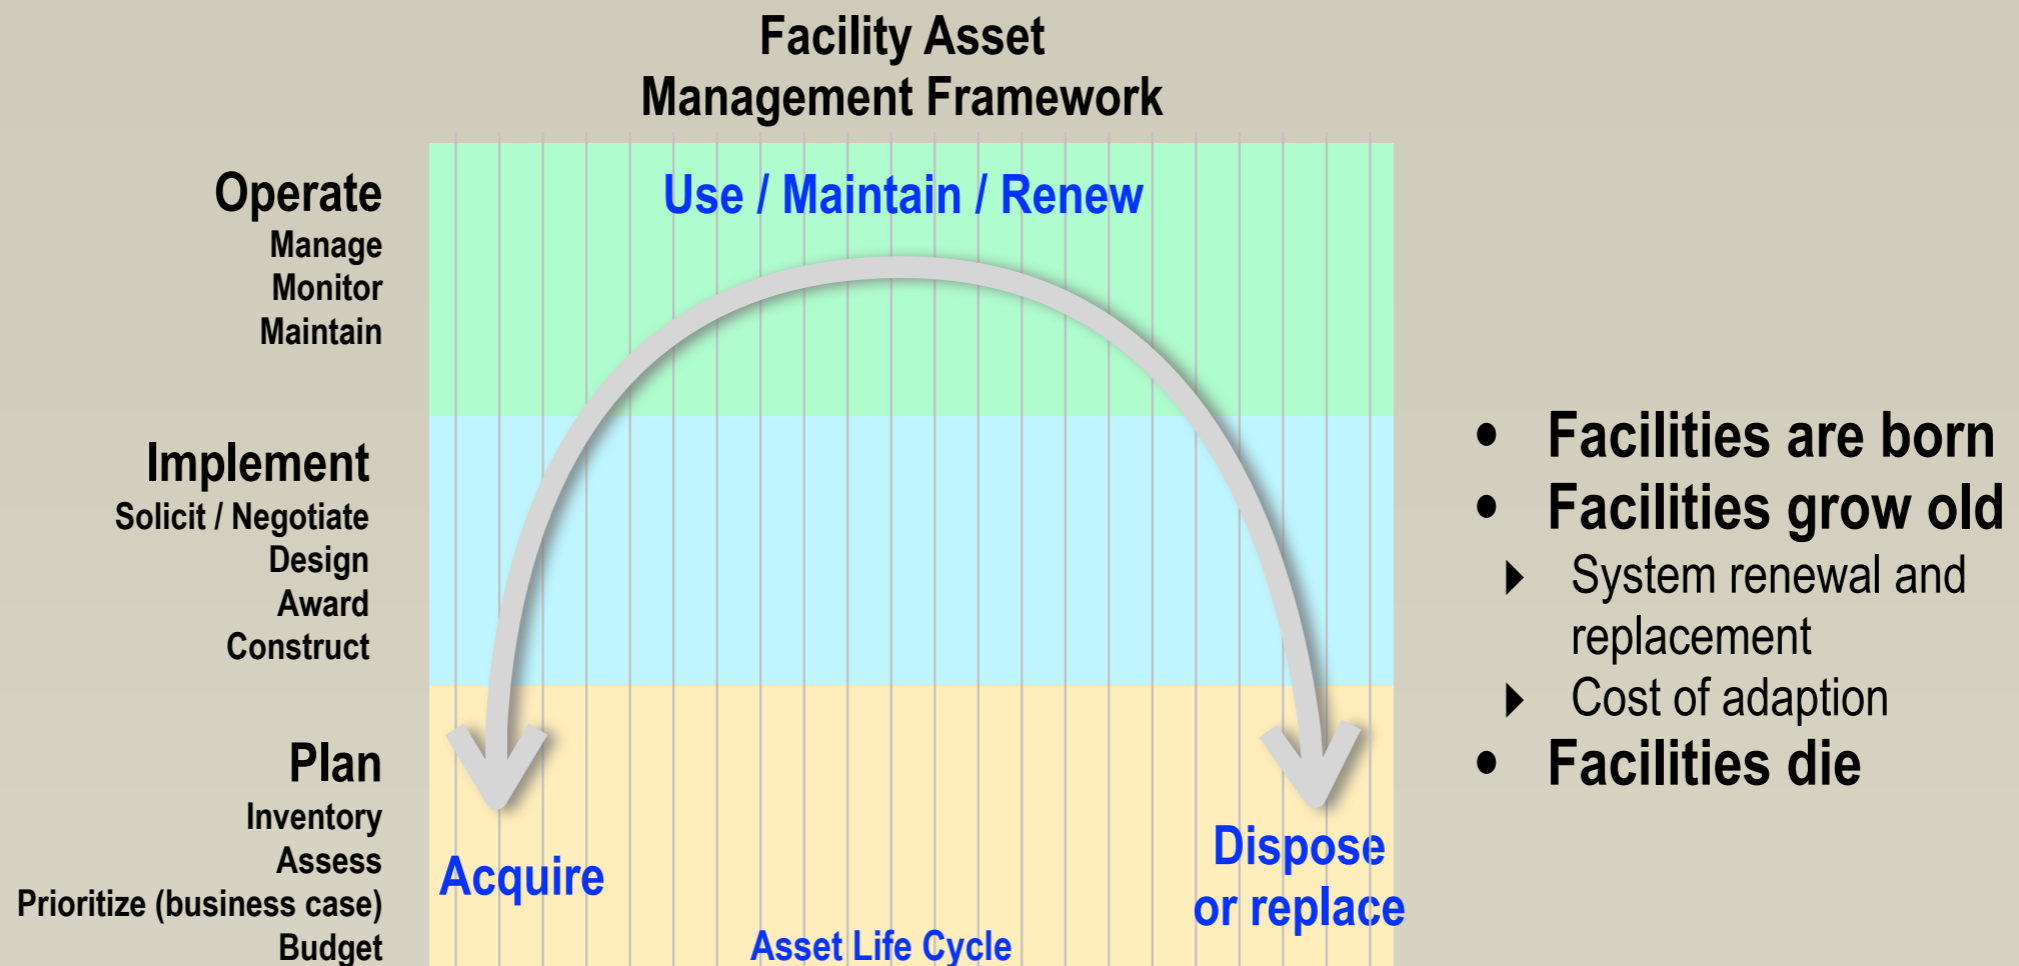 Facility Asset
Management Framework
Operate
Manage
Monitor
Maintain
Implement
Solicit / Negotiate
Design
Award
Construct
Plan
Inventory
Assess
Prioritize (business case)
Budget
Use / Maintain / Renew
Acquire
Dispose
or replace
Asset Life Cycle
• Facilities are born
• Facilities grow old
System renewal and
replacement
Cost of adaption
• Facilities die